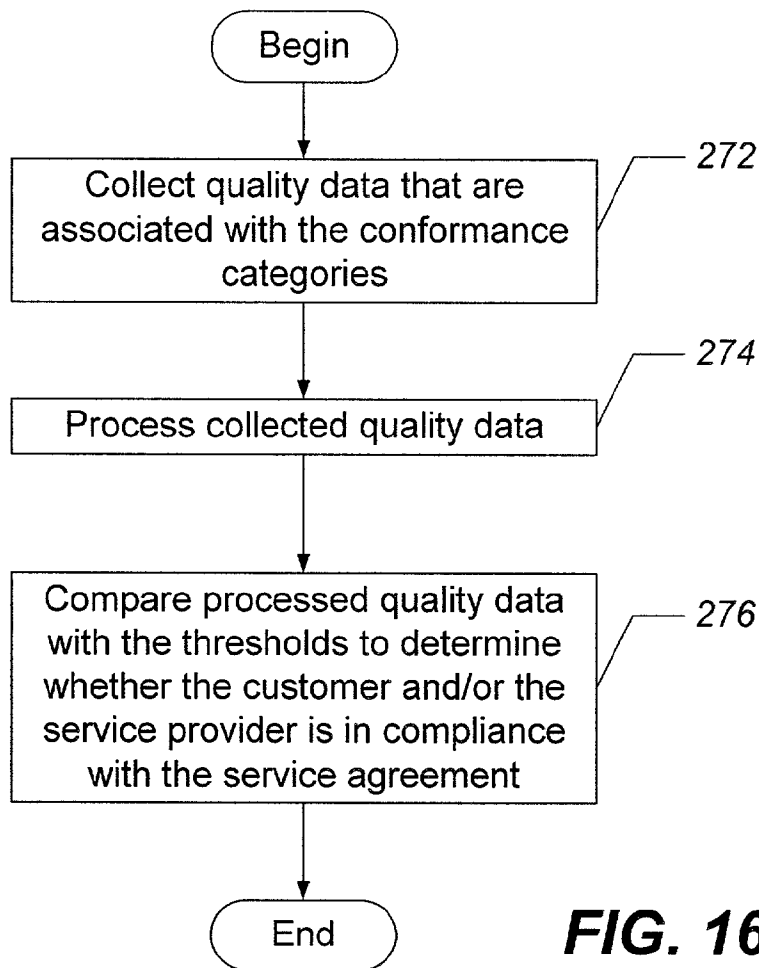 Begin
272
Collect quality data that are
associated with the conformance
categories
274
Process collected quality data
276
Compare processed quality data
with the thresholds to determine
whether the customer and/or the
service provider is in compliance
with the service agreement
End
FIG. 16